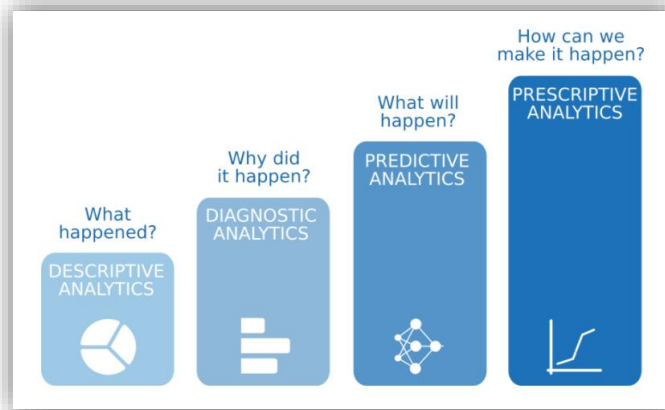 What
happened?
DESCRIPTIVE
ANALYTICS
Why did
it happen?
DIAGNOSTIC
ANALYTICS
What will
happen?
PREDICTIVE
ANALYTICS
How can we
make it happen?
PRESCRIPTIVE
ANALYTICS